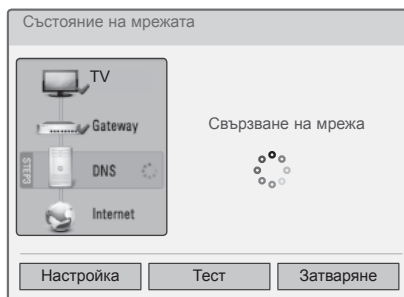 Състояние на мрежата
TV
Gateway
Свързване на мрежа
STEP3
DNS
Internet
Настройка
Тест
Затваряне